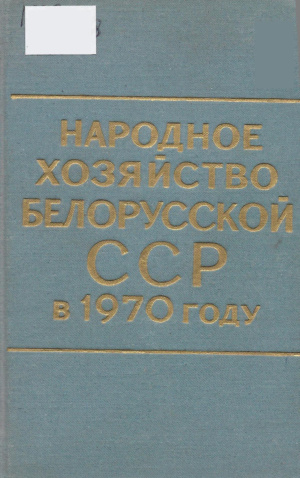 НАРОДНОЕ
ХОЗЯЙСТВО
БЕЛОРУССКОЙ
ССР
В 1970 ГОДУ